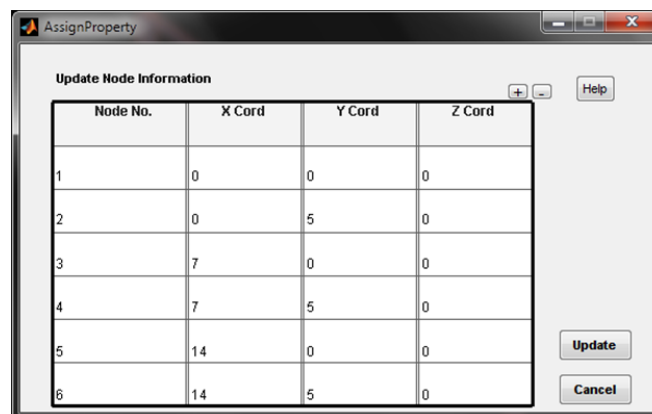 AssignProperty
Update Node Information
+ - Help
Node No. X Cord Y Cord Z Cord
1 0 0 0
2 0 5 0
3 7 0 0
4 7 5 0
5 14 0 0
Update
6 14 5 0
Cancel